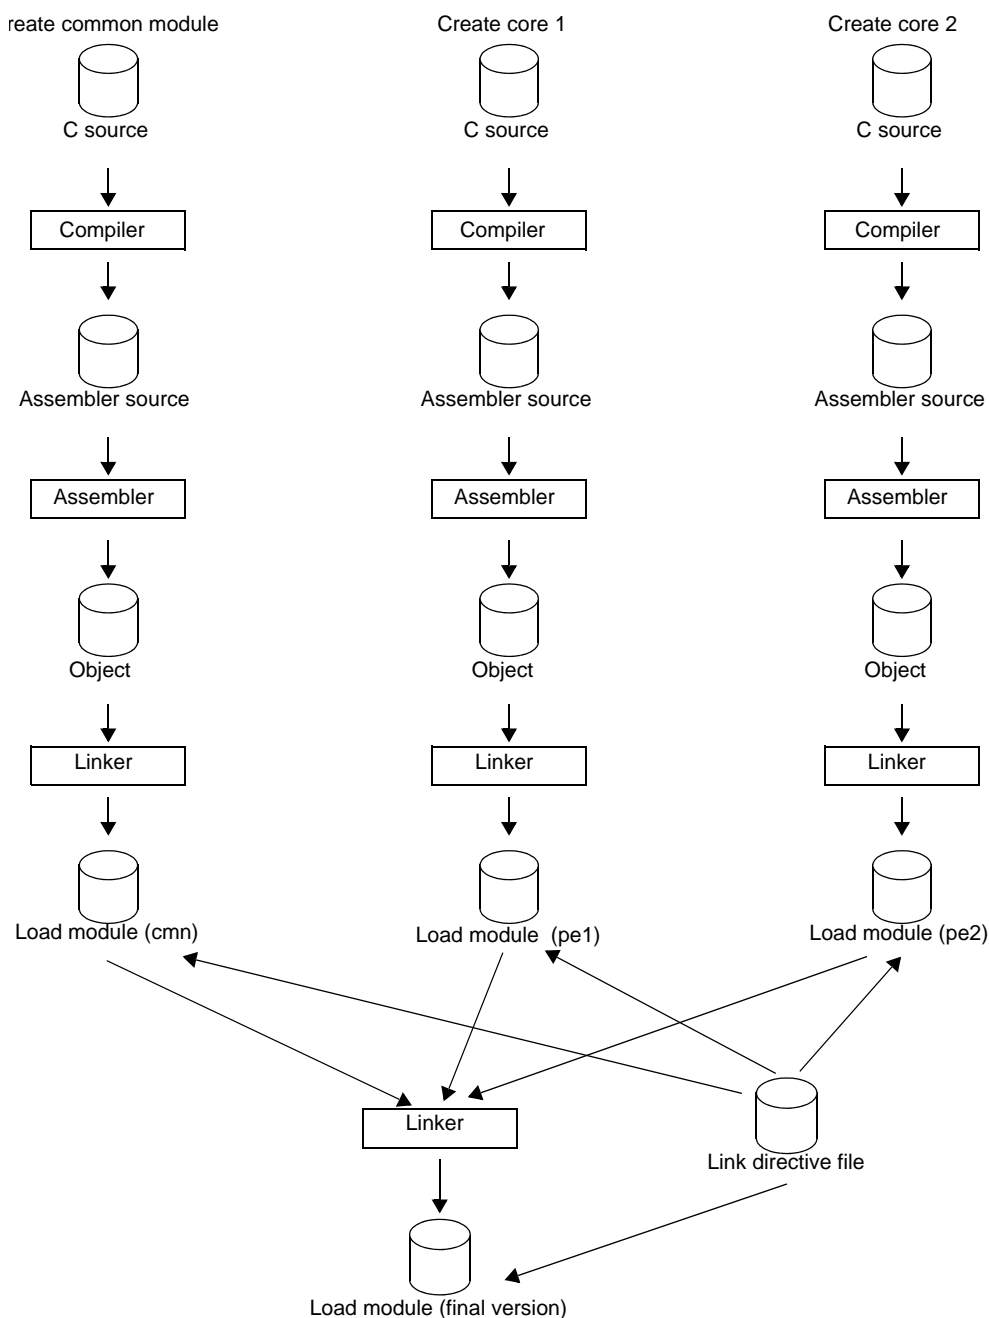 reate common module
Create core 1
Create core 2
C source
C source
C source
Compiler
Compiler
Compiler
Assembler source
Assembler source
Assembler source
Assembler
Assembler
Assembler
Object
Object
Object
Linker
Linker
Linker
Load module (cmn)
Load module (pe1)
Load module (pe2)
Linker
Link directive file
Load module (final version)